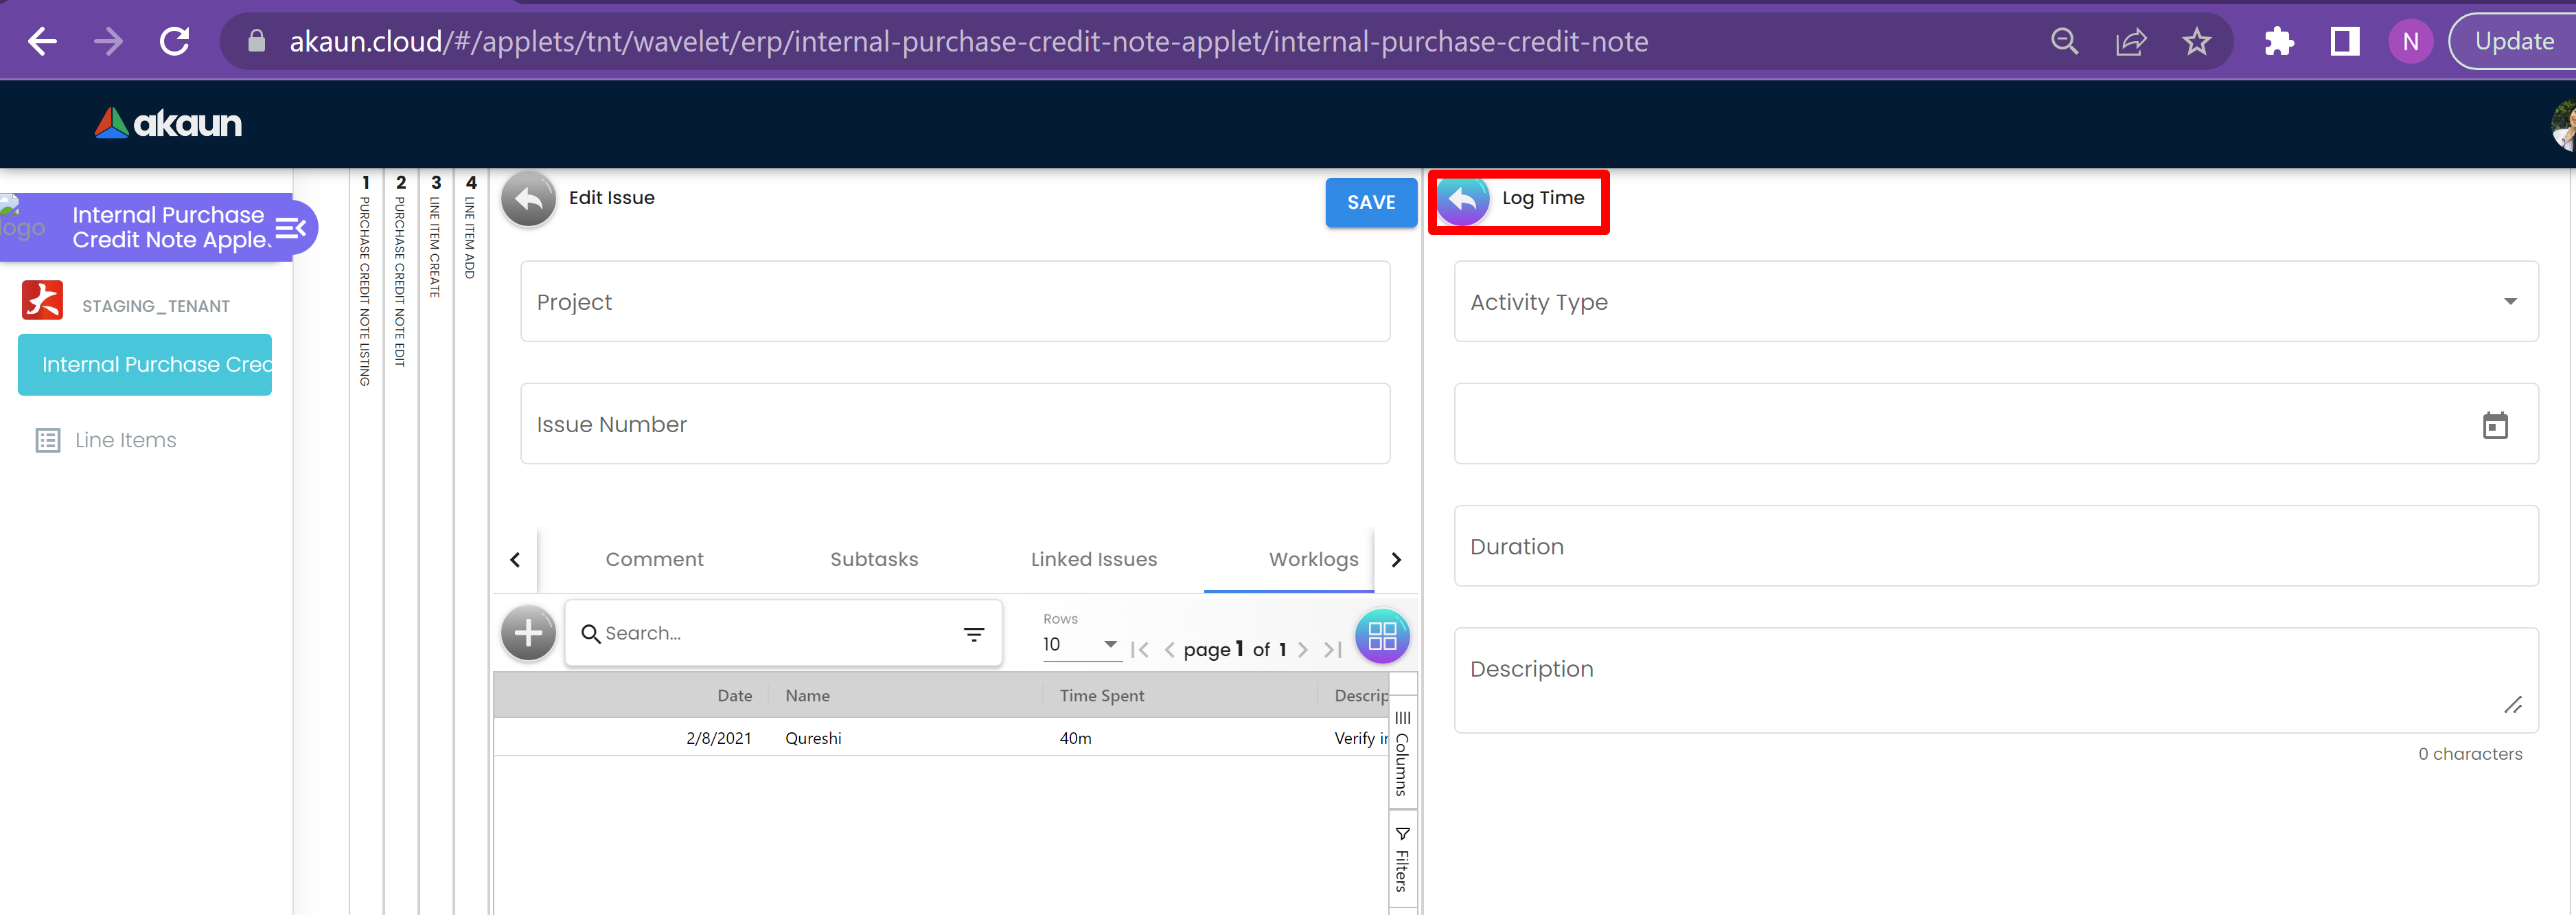 akaun.cloud/#/applets/tnt/wavelet/erp/internal-purchase-credit-note-applet/internal-purchase-credit-note
N
Update
akaun
logo
Internal Purchase
Credit Note Applet
STAGING_TENANT
Internal Purchase Cred
Line Items
1 PURCHASE CREDIT NOTE LISTING
2 PURCHASE CREDIT NOTE EDIT
3 LINE ITEM CREATE
4 LINE ITEM ADD
Edit Issue
SAVE
Project
Issue Number
Comment Subtasks Linked Issues Worklogs
Search...
Rows
10
page 1 of 1
Date Name Time Spent Descrip
2/8/2021 Qureshi 40m Verify in
Columns
Filters
Log Time
Activity Type
Duration
Description
0 characters